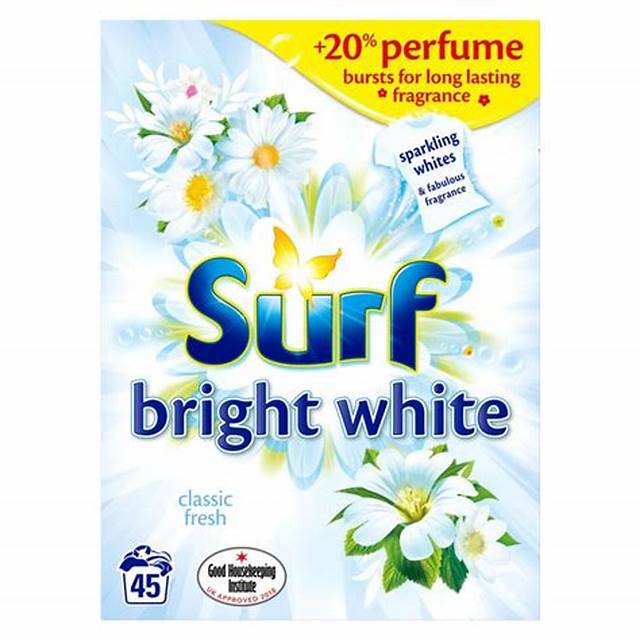 +20% perfume
bursts for long lasting
fragrance
sparkling
whites
& fabulous
fragrance
Surf
bright white
classic
fresh
45
Good Housekeeping
Institute
UK APPROVED 2018